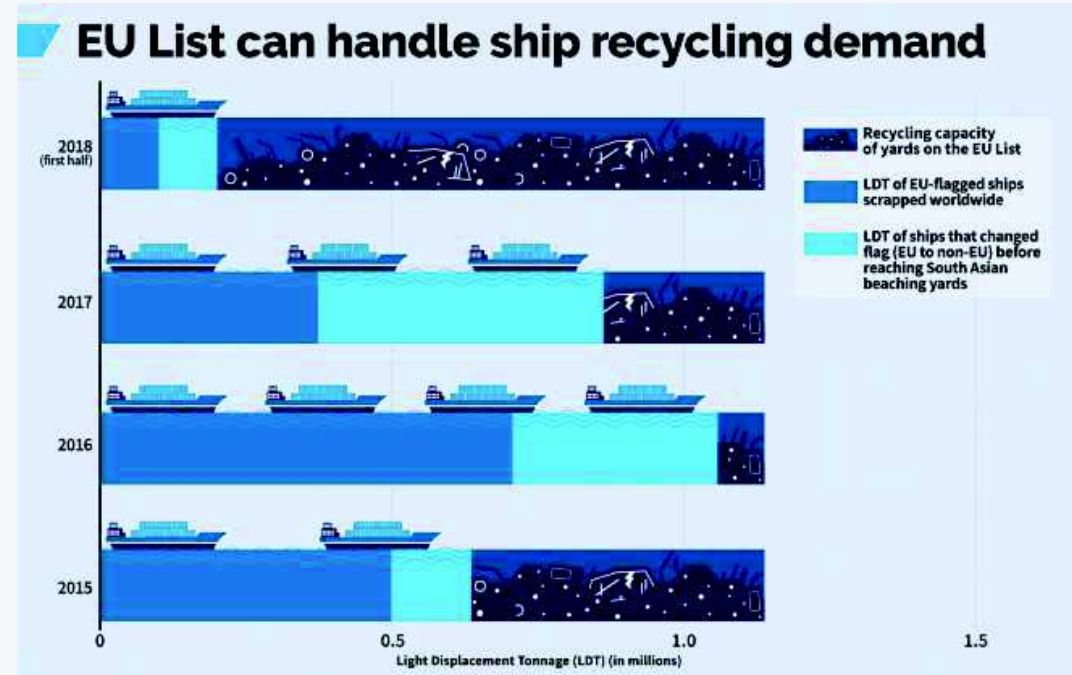 EU List can handle ship recycling demand
2018
(first half)
2017
2016
2015
Recycling capacity
of yards on the EU List
LDT of EU-flagged ships
scrapped worldwide
LDT of ships that changed
flag (EU to non-EU) before
reaching South Asian
beaching yards
0
0.5
1.0
1.5
Light Displacement Tonnage (LDT) (in millions)